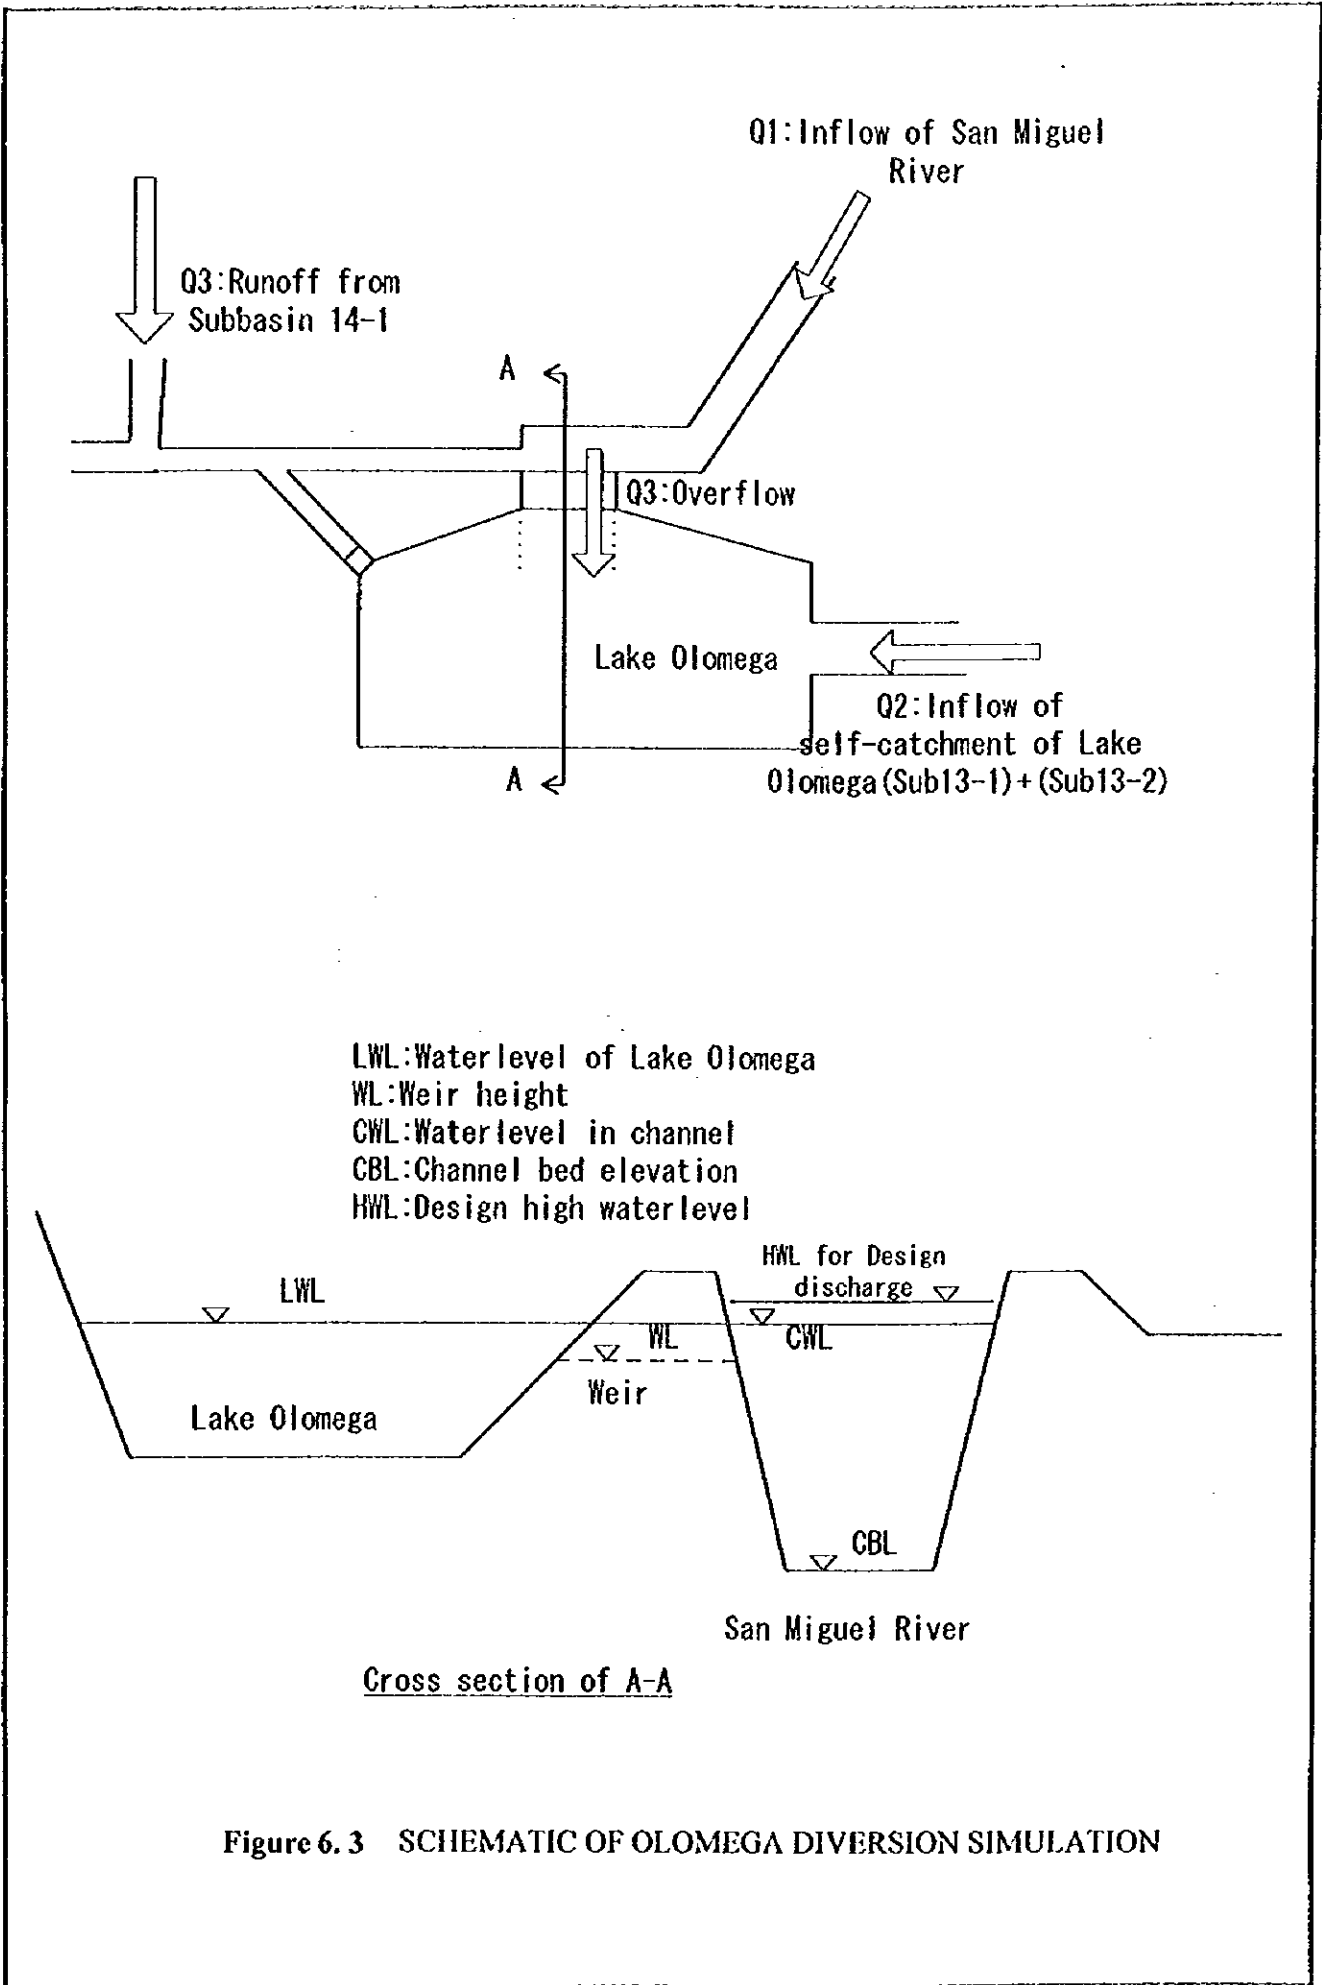 Q1:Inflow of San Miguel
River
Q3:Runoff from
Subbasin 14-1
A
Q3:Overflow
Lake Olomega
Q2:Inflow of
self-catchment of Lake
Olomega(Sub13-1)+(Sub13-2)
A
LWL:Waterlevel of Lake Olomega
WL:Weir height
CWL:Waterlevel in channel
CBL:Channel bed elevation
HWL:Design high waterlevel
HWL for Design
discharge
LWL
WL
CWL
Weir
Lake Olomega
CBL
San Miguel River
Cross section of A-A
Figure 6. 3 SCHEMATIC OF OLOMEGA DIVERSION SIMULATION